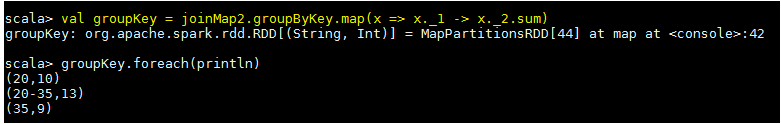 scala> val groupKey = joinMap2.groupByKey.map(x => x._1 -> x._2.sum)
groupKey: org.apache.spark.rdd.RDD[(String, Int)] = MapPartitionsRDD[44] at map at <console>:42
scala> groupKey.foreach(println)
(20,10)
(20-35,13)
(35,9)